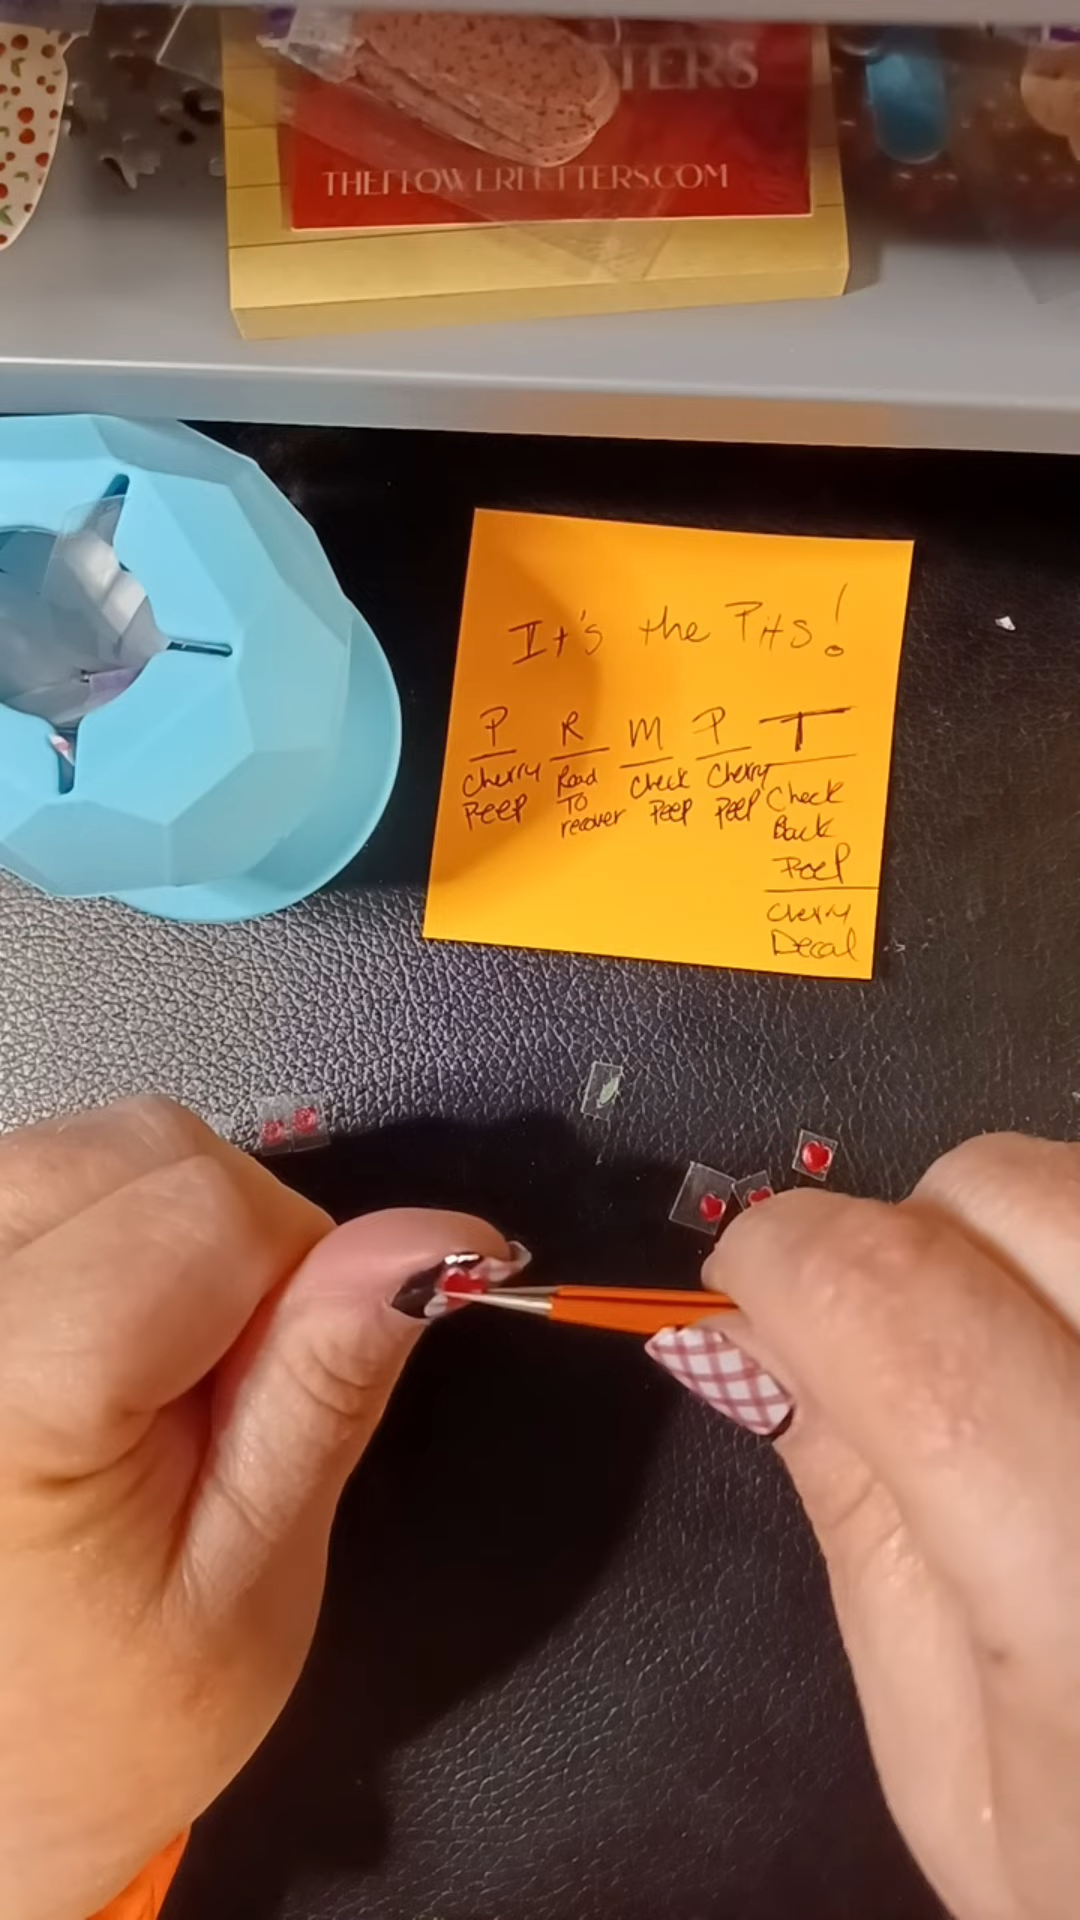 TERS
THEFLOWERLETTERS.COM
It's the Pits!
P R M P T
Cherry Road Check Cherry Check
Peep To Peep Peel Back
recover Peel
Cherry
Decal